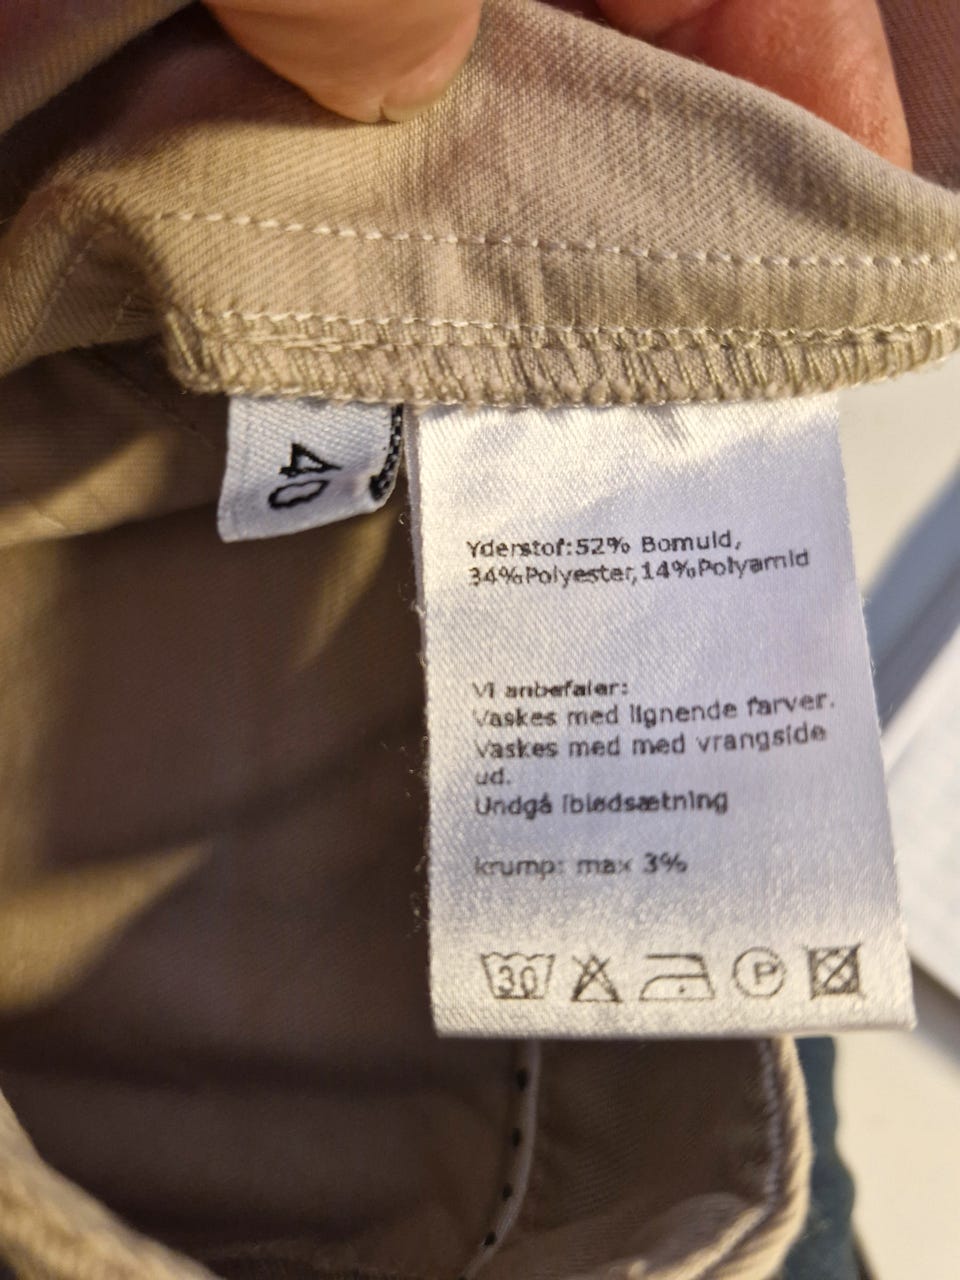 40
Yderstof:52% Bomuld,
34%Polyester,14%Polyamid
Vi anbefaler:
Vaskes med lignende farver.
Vaskes med med vrangside
ud.
Undgå iblødsætning
krump: max 3%
30 P